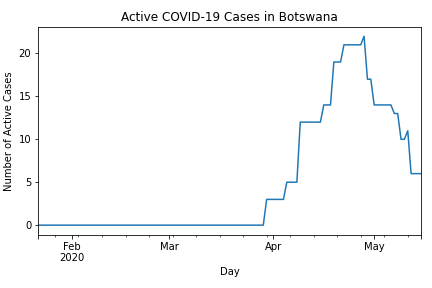 Active COVID-19 Cases in Botswana
Number of Active Cases
20
15
10
5
0
Feb
2020
Mar
Apr
May
Day